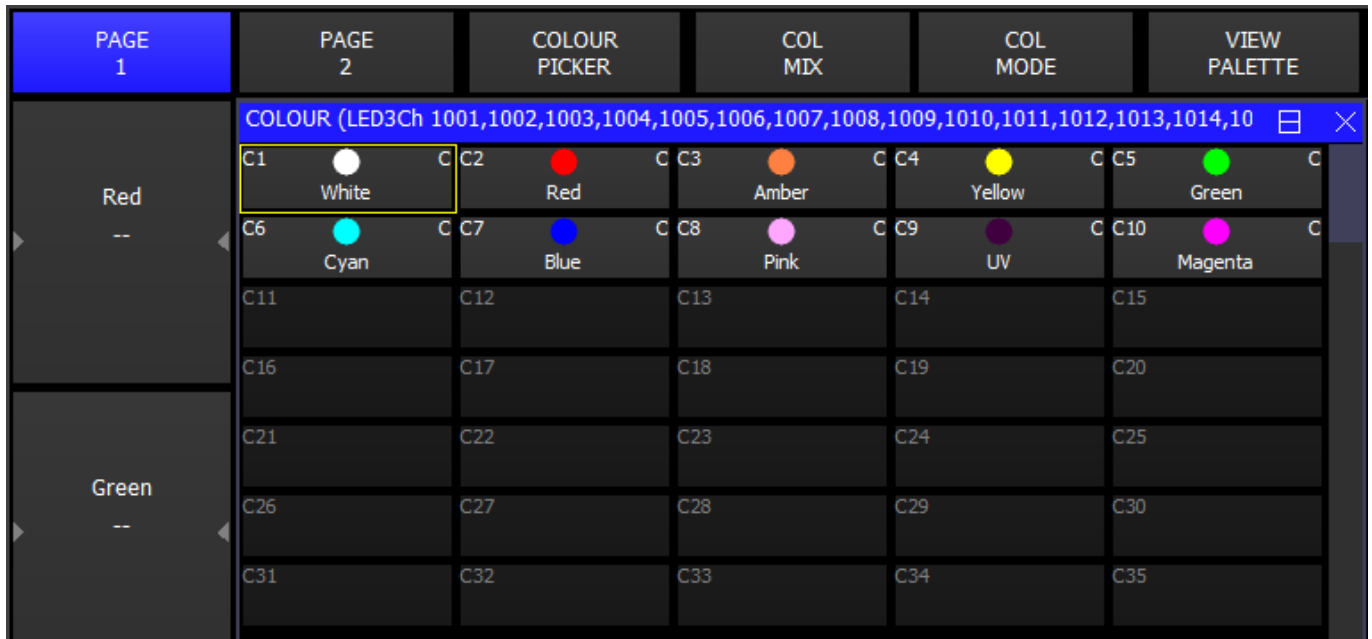 PAGE
1
PAGE
2
COLOUR
PICKER
COL
MIX
COL
MODE
VIEW
PALETTE
COLOUR (LED3Ch 1001,1002,1003,1004,1005,1006,1007,1008,1009,1010,1011,1012,1013,1014,10
Red
--
Green
--
C1 C
White
C2 C
Red
C3 C
Amber
C4 C
Yellow
C5 C
Green
C6 C
Cyan
C7 C
Blue
C8 C
Pink
C9 C
UV
C10 C
Magenta
C11 C12 C13 C14 C15
C16 C17 C18 C19 C20
C21 C22 C23 C24 C25
C26 C27 C28 C29 C30
C31 C32 C33 C34 C35